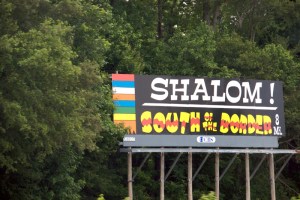 SHALOM!
SOUTH OF THE BORDER
8 MI.